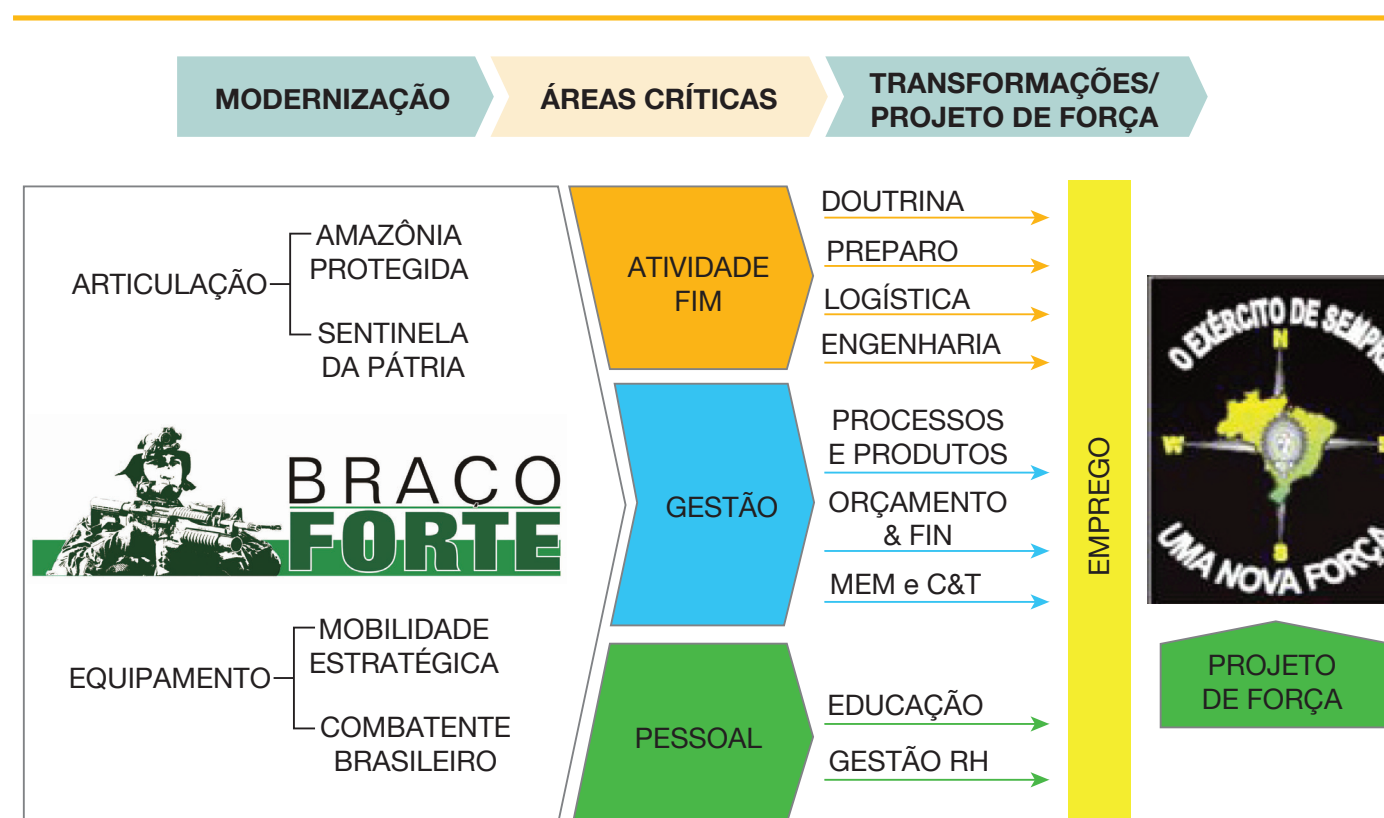 MODERNIZAÇÃO
ÁREAS CRÍTICAS
TRANSFORMAÇÕES/
PROJETO DE FORÇA
ARTICULAÇÃO
AMAZÔNIA
PROTEGIDA
SENTINELA
DA PÁTRIA
BRAÇO
FORTE
EQUIPAMENTO
MOBILIDADE
ESTRATÉGICA
COMBATENTE
BRASILEIRO
ATIVIDADE
FIM
GESTÃO
PESSOAL
DOUTRINA
PREPARO
LOGÍSTICA
ENGENHARIA
PROCESSOS
E PRODUTOS
ORÇAMENTO
& FIN
MEM e C&T
EDUCAÇÃO
GESTÃO RH
EMPREGO
O EXÉRCITO DE SEMPRE
N
W
S
UMA NOVA FORÇA
PROJETO
DE FORÇA